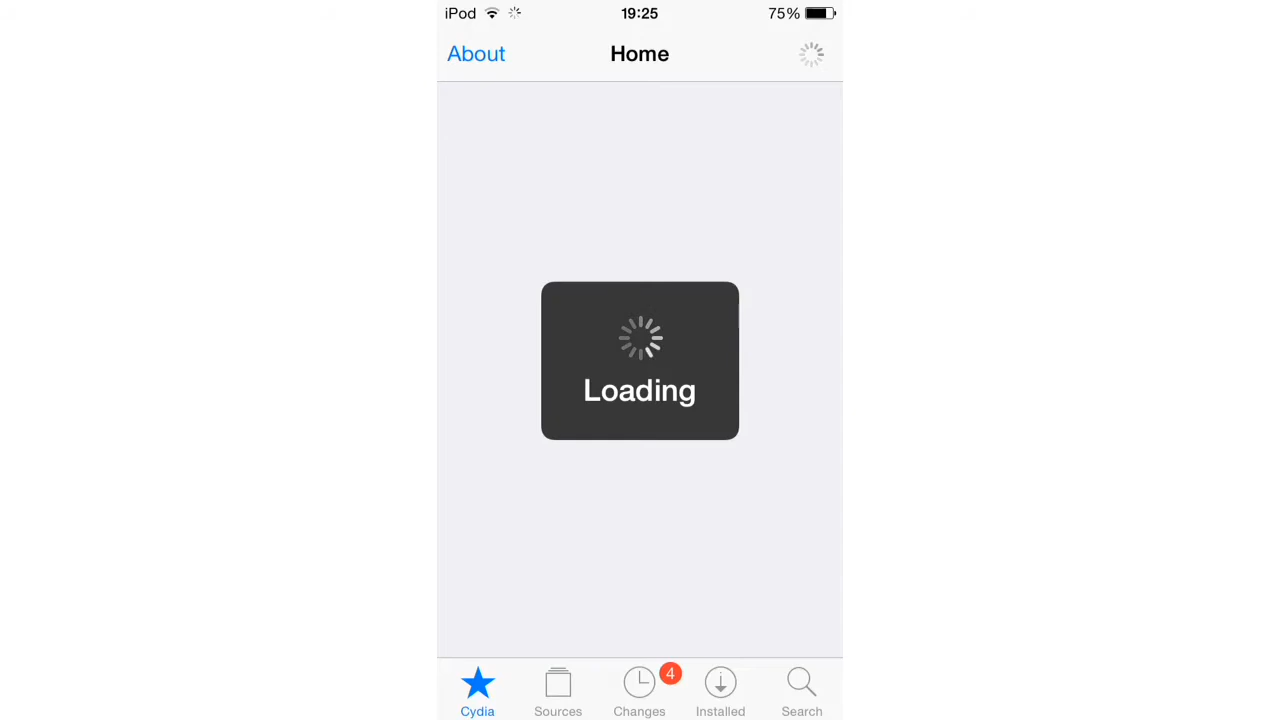 iPod 19:25 75%
About Home
Loading
4
Cydia Sources Changes Installed Search